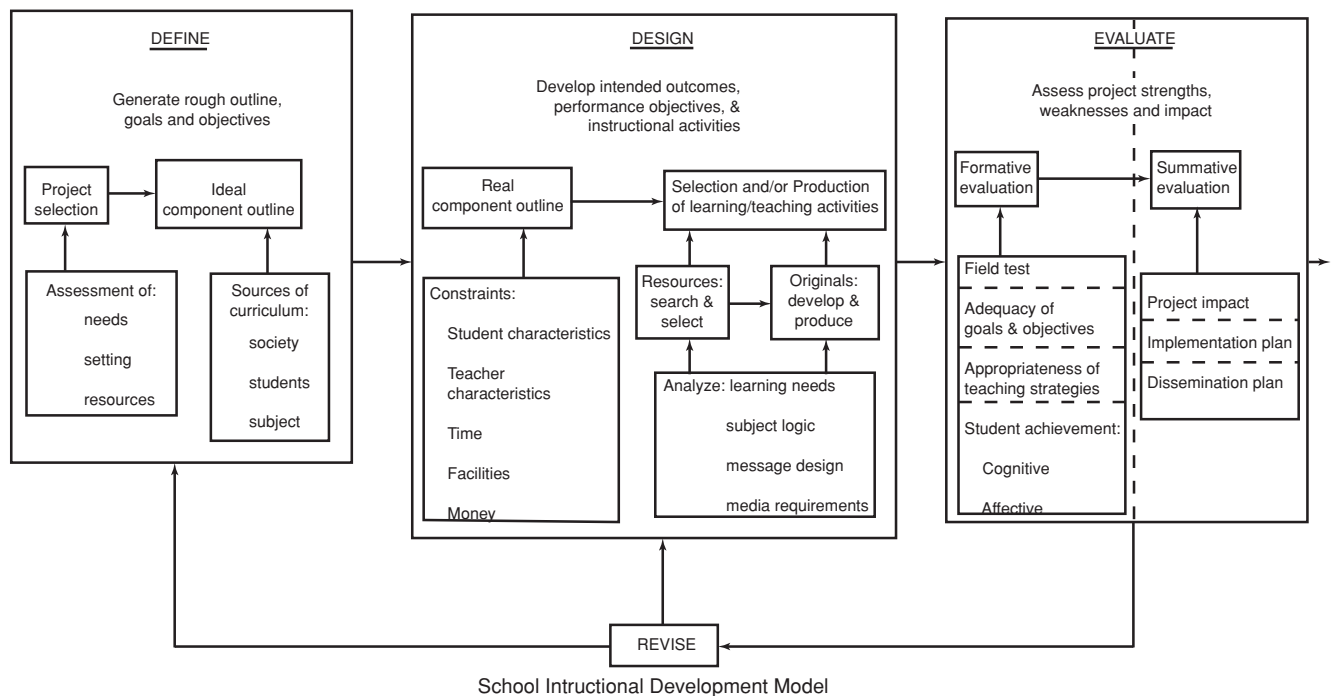 DEFINE
Generate rough outline,
goals and objectives
Project
selection
Ideal
component outline
Assessment of:
needs
setting
resources
Sources of
curriculum:
society
students
subject
DESIGN
Develop intended outcomes,
performance objectives, &
instructional activities
Real
component outline
Selection and/or Production
of learning/teaching activities
Constraints:
Student characteristics
Teacher
characteristics
Time
Facilities
Money
Resources:
search &
select
Originals:
develop &
produce
Analyze: learning needs
subject logic
message design
media requirements
EVALUATE
Assess project strengths,
weaknesses and impact
Formative
evaluation
Summative
evaluation
Field test
Adequacy of
goals & objectives
Appropriateness of
teaching strategies
Student achievement:
Cognitive
Affective
Project impact
Implementation plan
Dissemination plan
REVISE
School Intructional Development Model